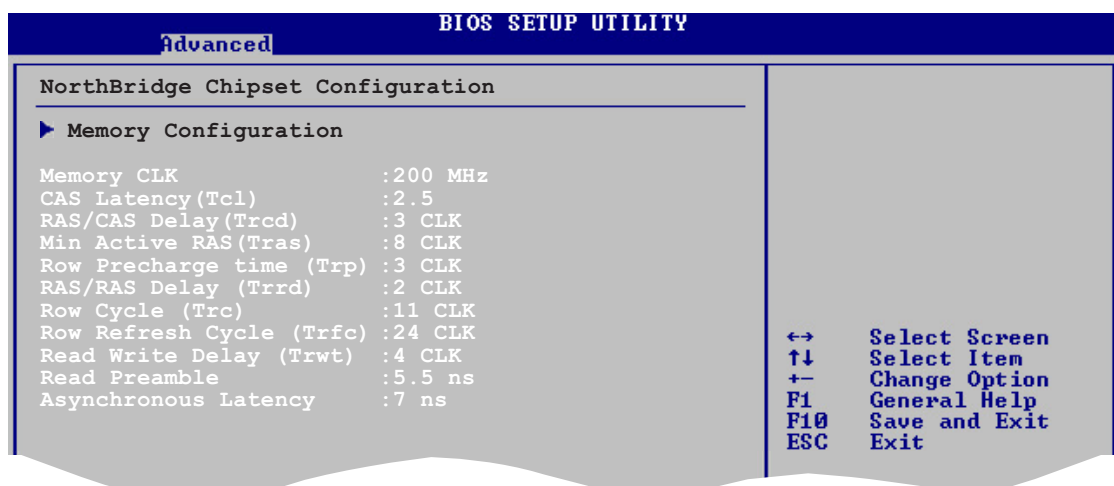 BIOS SETUP UTILITY
Advanced
NorthBridge Chipset Configuration
Memory Configuration
Memory CLK :200 MHz
CAS Latency(Tcl) :2.5
RAS/CAS Delay(Trcd) :3 CLK
Min Active RAS(Tras) :8 CLK
Row Precharge time (Trp) :3 CLK
RAS/RAS Delay (Trrd) :2 CLK
Row Cycle (Trc) :11 CLK
Row Refresh Cycle (Trfc) :24 CLK
Read Write Delay (Trwt) :4 CLK
Read Preamble :5.5 ns
Asynchronous Latency :7 ns
←→ Select Screen
↑↓ Select Item
+- Change Option
F1 General Help
F10 Save and Exit
ESC Exit